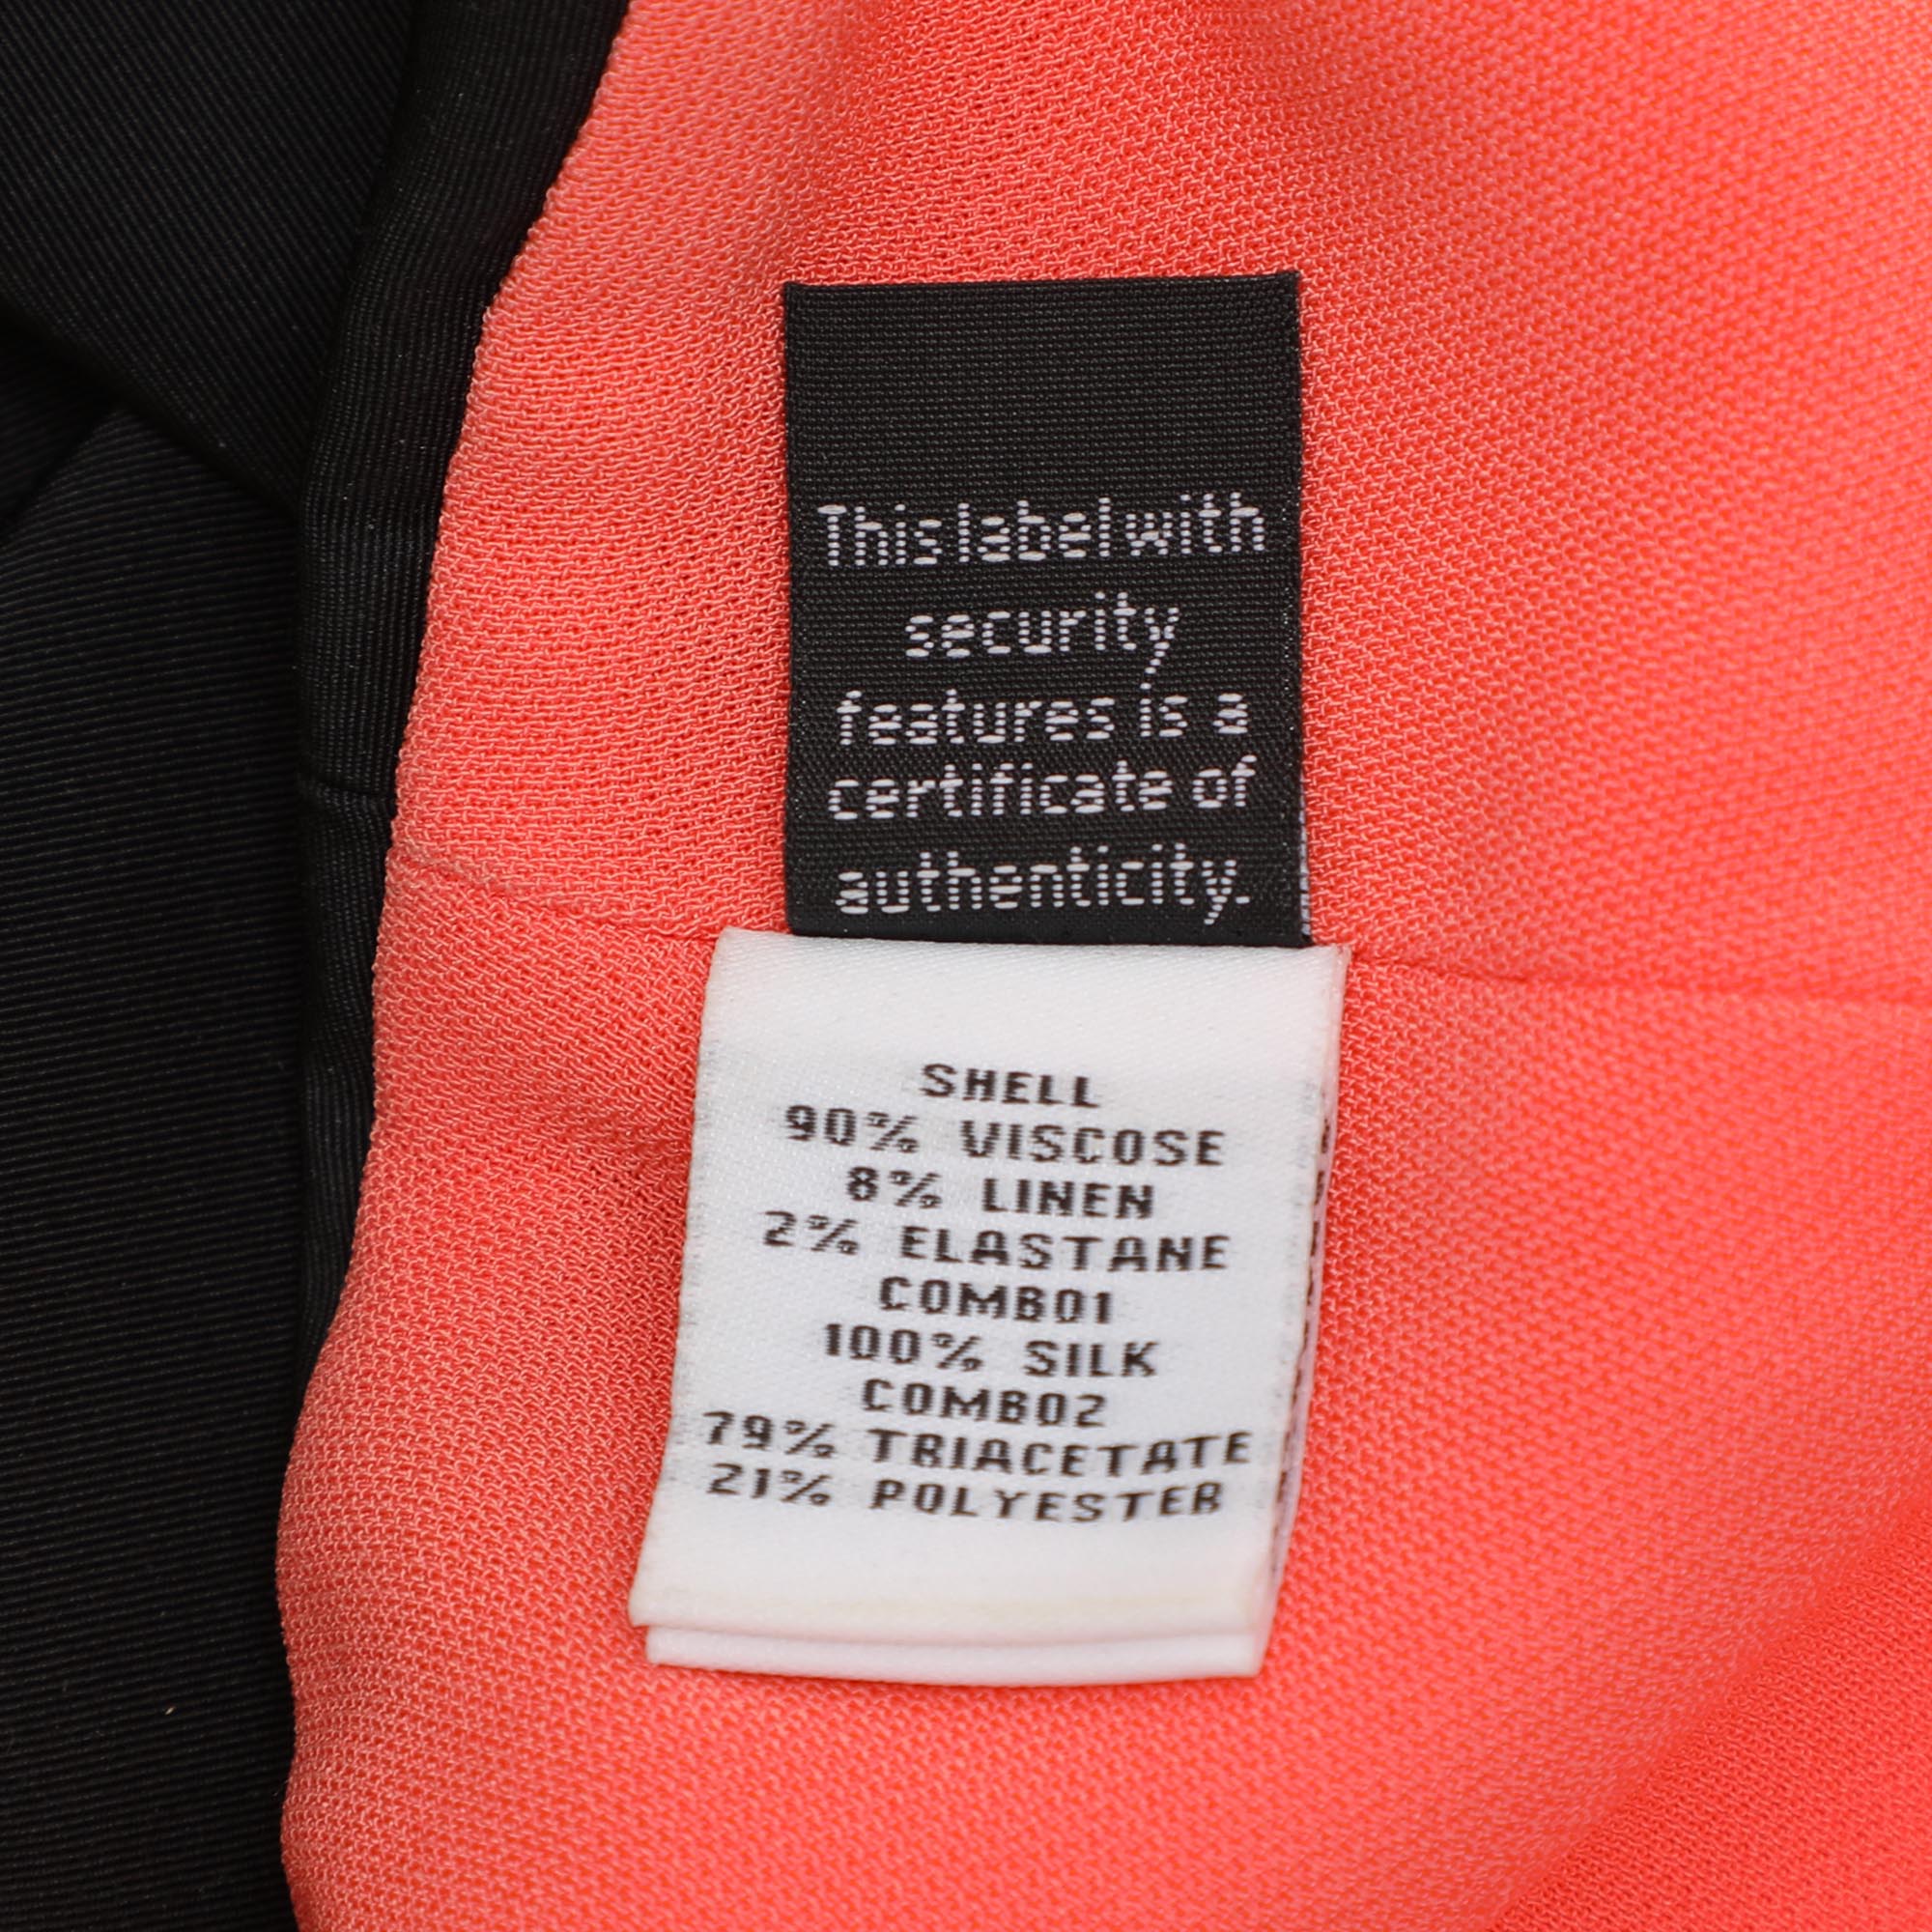 This label with
security
features is a
certificate of
authenticity.
SHELL
90% VISCOSE
8% LINEN
2% ELASTANE
COMBO1
100% SILK
COMBO2
79% TRIACETATE
21% POLYESTER